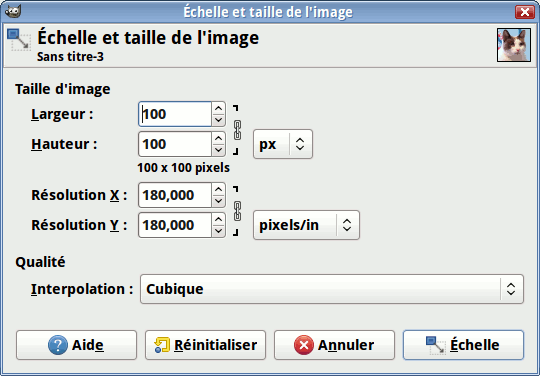 Échelle et taille de l'image
Échelle et taille de l'image
Sans titre-3
Taille d'image
Largeur : 100
Hauteur : 100 px
100 x 100 pixels
Résolution X : 180,000
Résolution Y : 180,000 pixels/in
Qualité
Interpolation : Cubique
Aide Réinitialiser Annuler Échelle